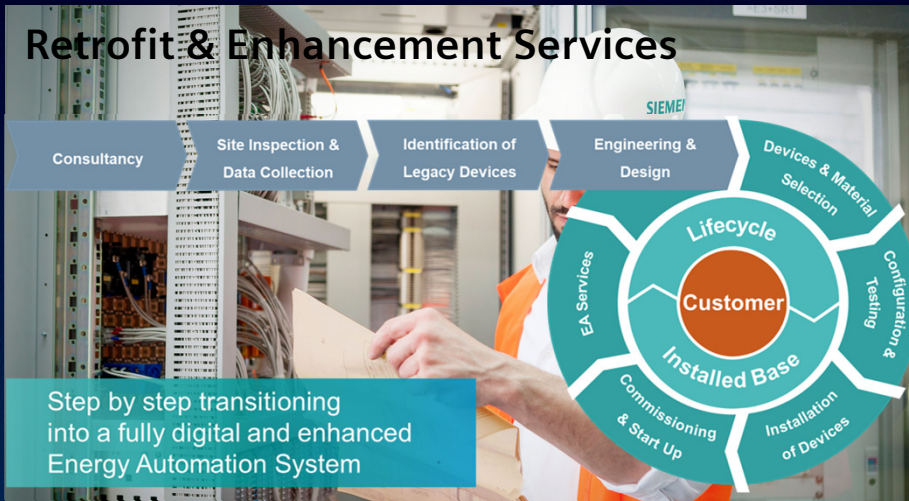 Retrofit & Enhancement Services
SIEMEN
Consultancy
Site Inspection &
Data Collection
Identification of
Legacy Devices
Engineering &
Design
Devices & Material
Selection
Configuration &
Testing
Installation
of Devices
Commissioning
& Start Up
EA Services
Lifecycle
Customer
Installed Base
Step by step transitioning
into a fully digital and enhanced
Energy Automation System